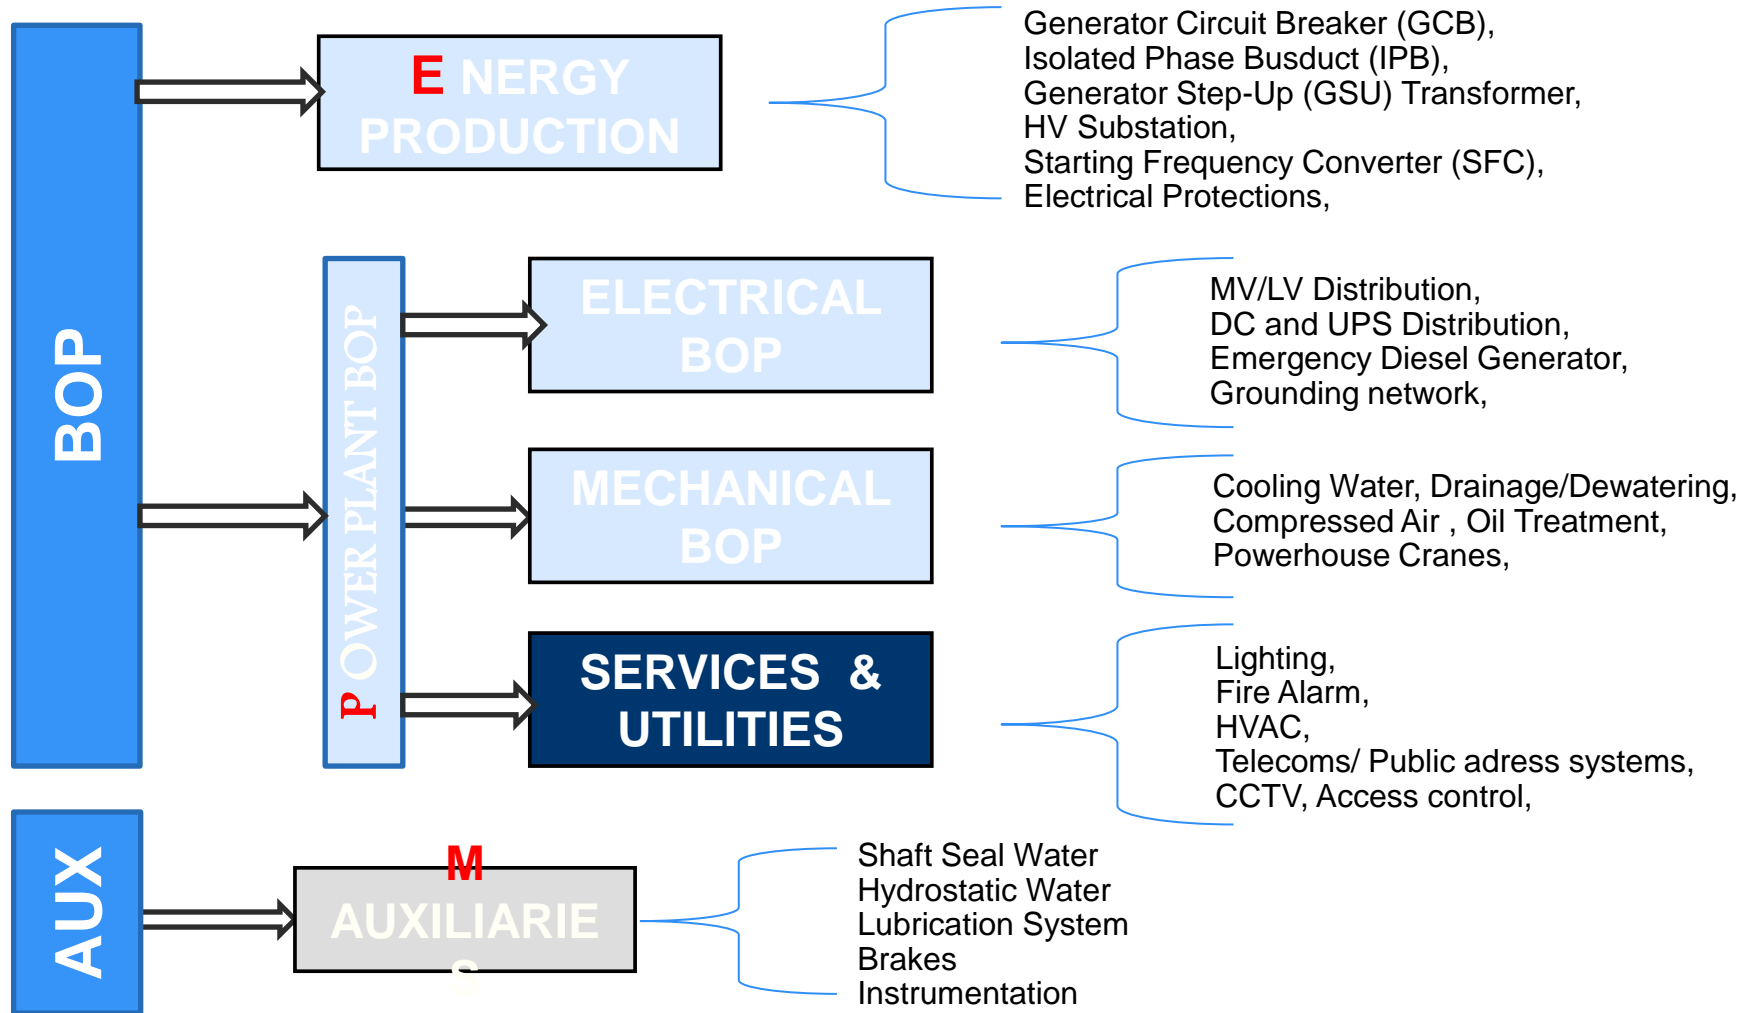 BOP
E NERGY
PRODUCTION
Generator Circuit Breaker (GCB),
Isolated Phase Busduct (IPB),
Generator Step-Up (GSU) Transformer,
HV Substation,
Starting Frequency Converter (SFC),
Electrical Protections,
P OWER PLANT BOP
ELECTRICAL
BOP
MV/LV Distribution,
DC and UPS Distribution,
Emergency Diesel Generator,
Grounding network,
MECHANICAL
BOP
Cooling Water, Drainage/Dewatering,
Compressed Air , Oil Treatment,
Powerhouse Cranes,
SERVICES &
UTILITIES
Lighting,
Fire Alarm,
HVAC,
Telecoms/ Public adress systems,
CCTV, Access control,
AUX
M
AUXILIARIE
S
Shaft Seal Water
Hydrostatic Water
Lubrication System
Brakes
Instrumentation